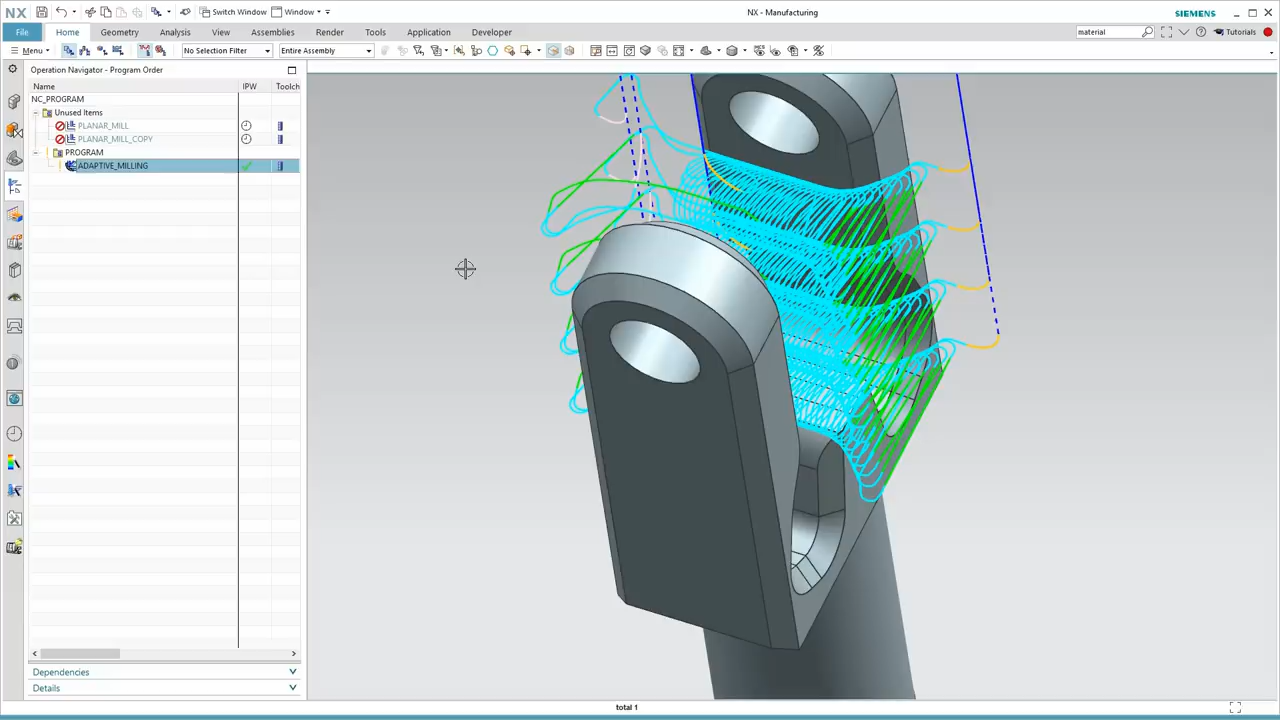 NX
Switch Window
Window
NX - Manufacturing
SIEMENS
File
Home
Geometry
Analysis
View
Assemblies
Render
Tools
Application
Developer
material
Tutorials
Menu
No Selection Filter
Entire Assembly
Operation Navigator - Program Order
Name
IPW
Toolch
NC_PROGRAM
Unused Items
PLANAR_MILL
PLANAR_MILL_COPY
PROGRAM
ADAPTIVE_MILLING
Dependencies
Details
total 1